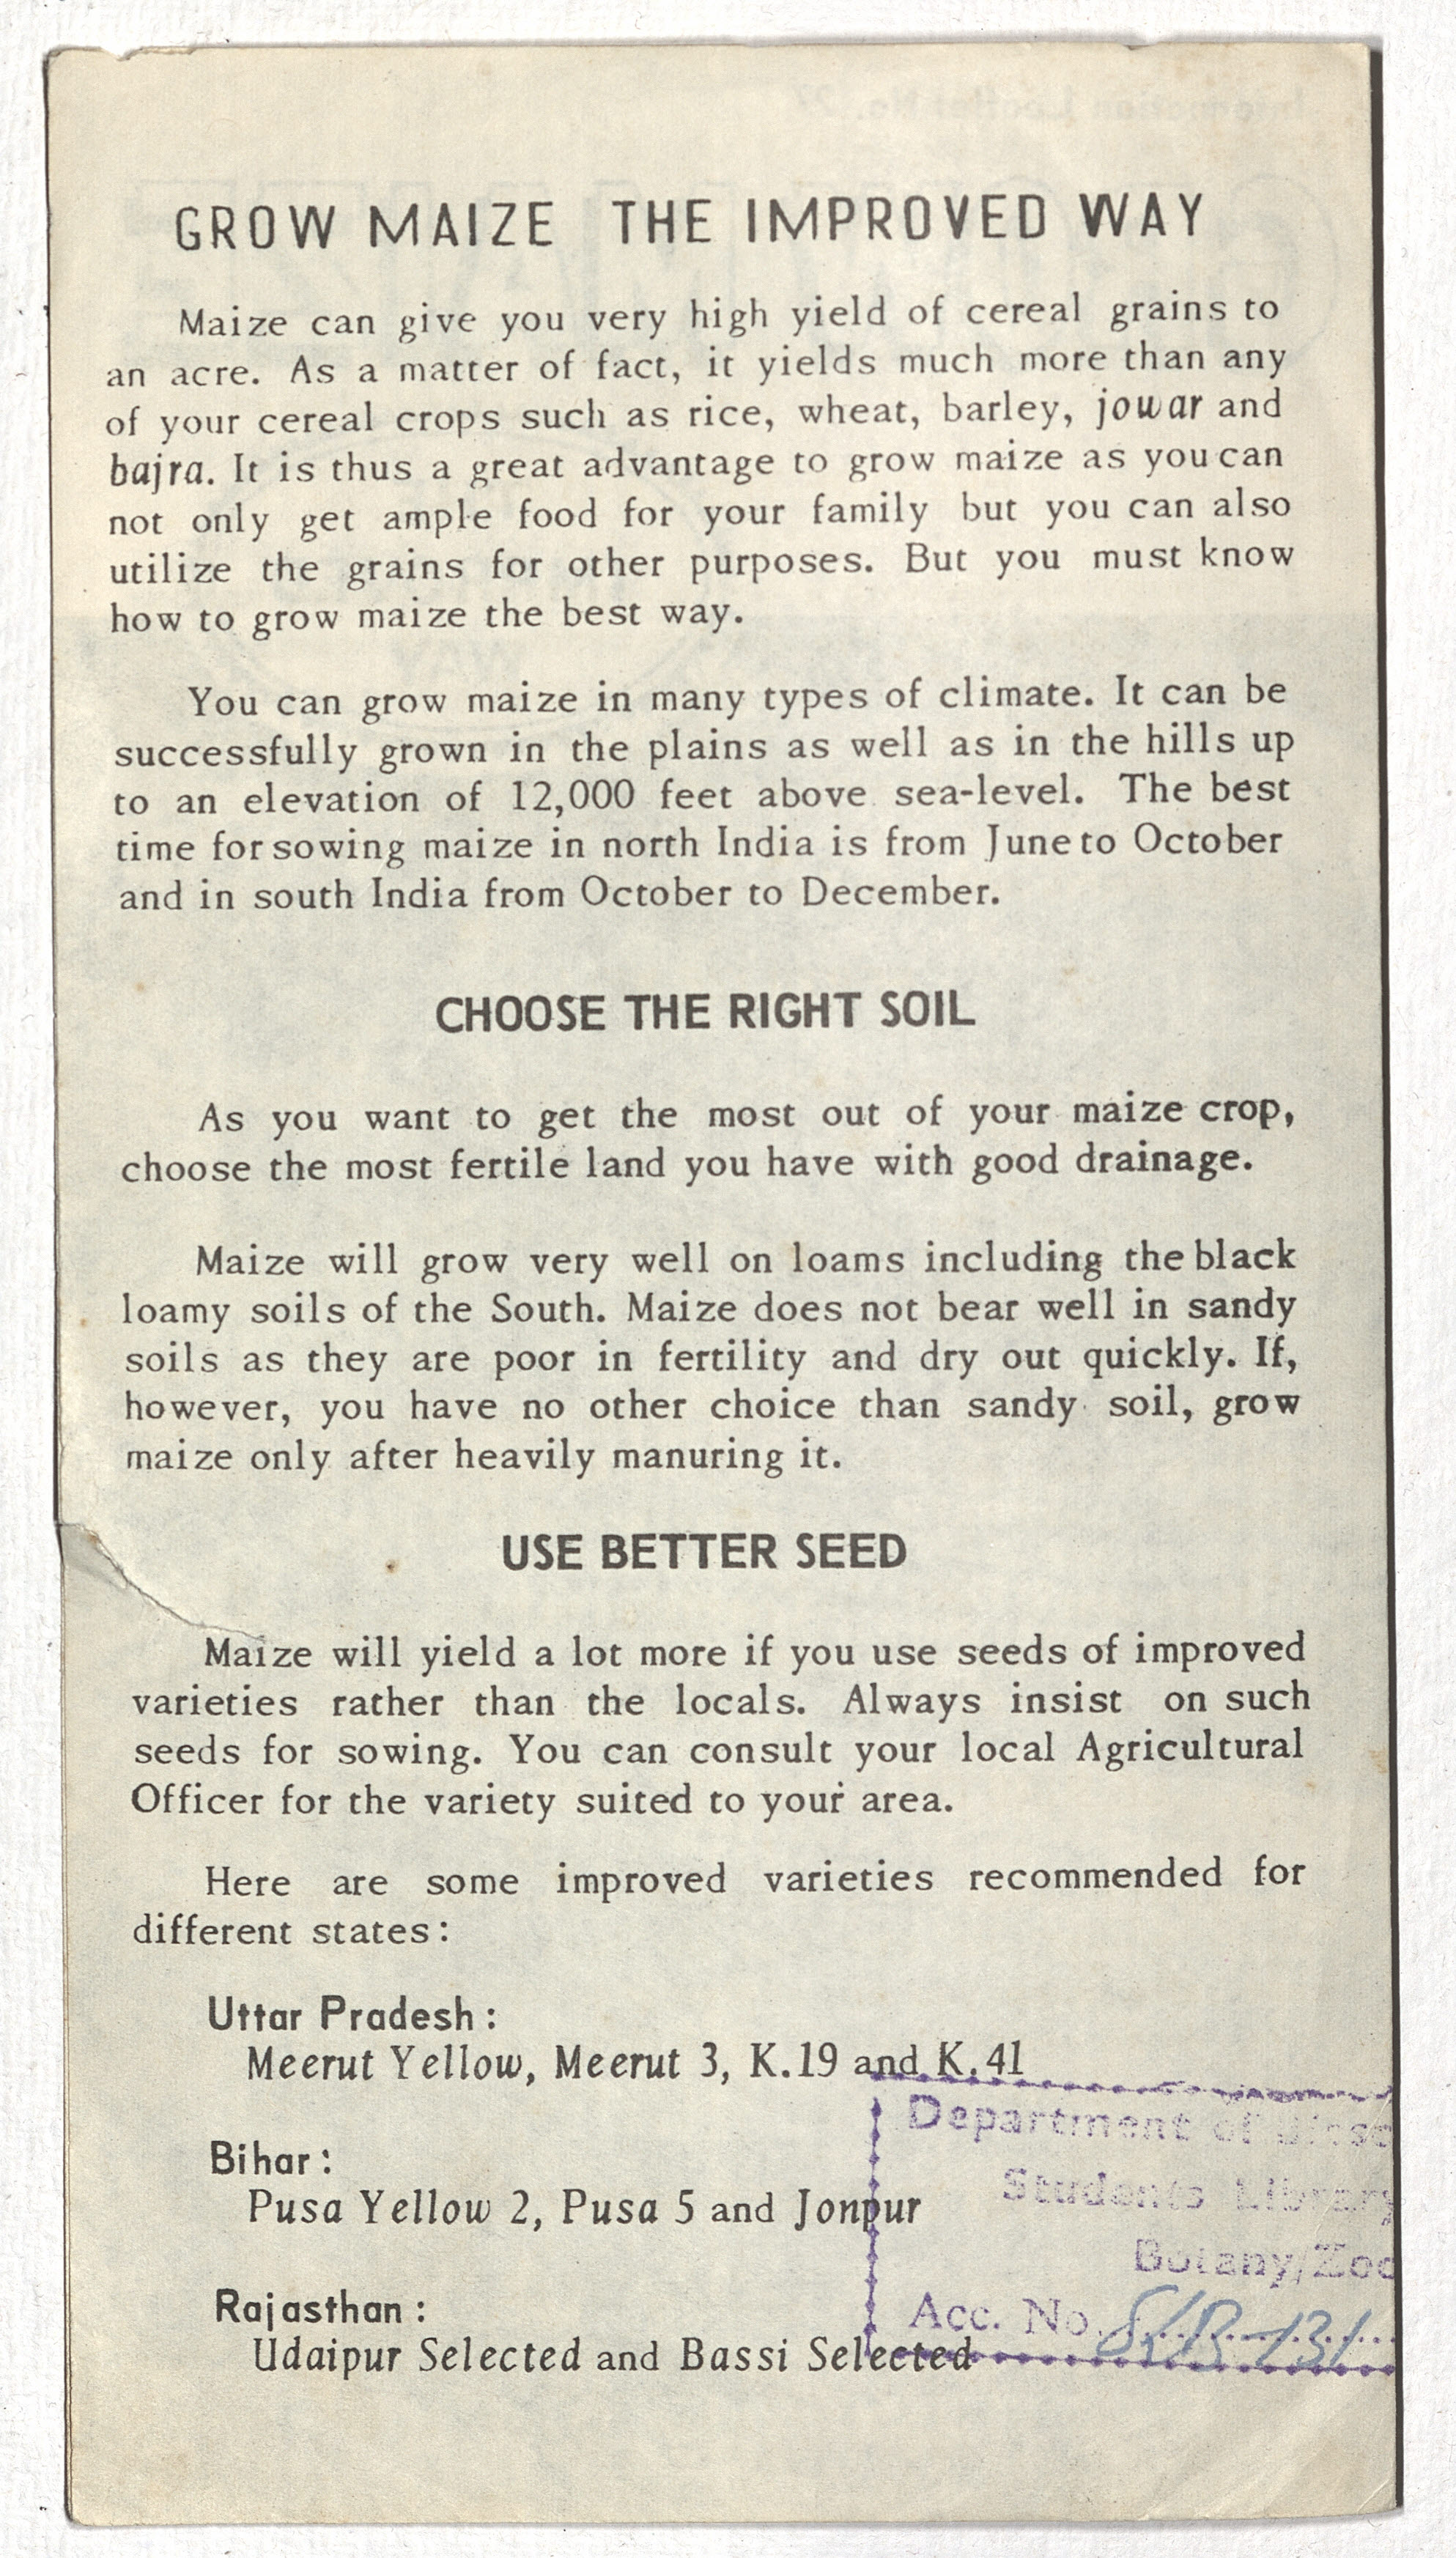 GROW MAIZE THE IMPROVED WAY
Maize can give you very high yield of cereal grains to
an acre. As a matter of fact, it yields much more than any
of your cereal crops such as rice, wheat, barley, jowar and
bajra. It is thus a great advantage to grow maize as you can
not only get ample food for your family but you can also
utilize the grains for other purposes. But you must know
how to grow maize the best way.
You can grow maize in many types of climate. It can be
successfully grown in the plains as well as in the hills up
to an elevation of 12,000 feet above sea-level. The best
time for sowing maize in north India is from June to October
and in south India from October to December.
CHOOSE THE RIGHT SOIL
As you want to get the most out of your maize crop,
choose the most fertile land you have with good drainage.
Maize will grow very well on loams including the black
loamy soils of the South. Maize does not bear well in sandy
soils as they are poor in fertility and dry out quickly. If,
however, you have no other choice than sandy soil, grow
maize only after heavily manuring it.
USE BETTER SEED
Maize will yield a lot more if you use seeds of improved
varieties rather than the locals. Always insist on such
seeds for sowing. You can consult your local Agricultural
Officer for the variety suited to your area.
Here are some improved varieties recommended for
different states:
Uttar Pradesh:
Meerut Yellow, Meerut 3, K.19 and K.41
Bihar:
Pusa Yellow 2, Pusa 5 and Jonpur
Rajasthan:
Udaipur Selected and Bassi Selected
Department of
Students Library
Botany/Zoo
Acc. No.